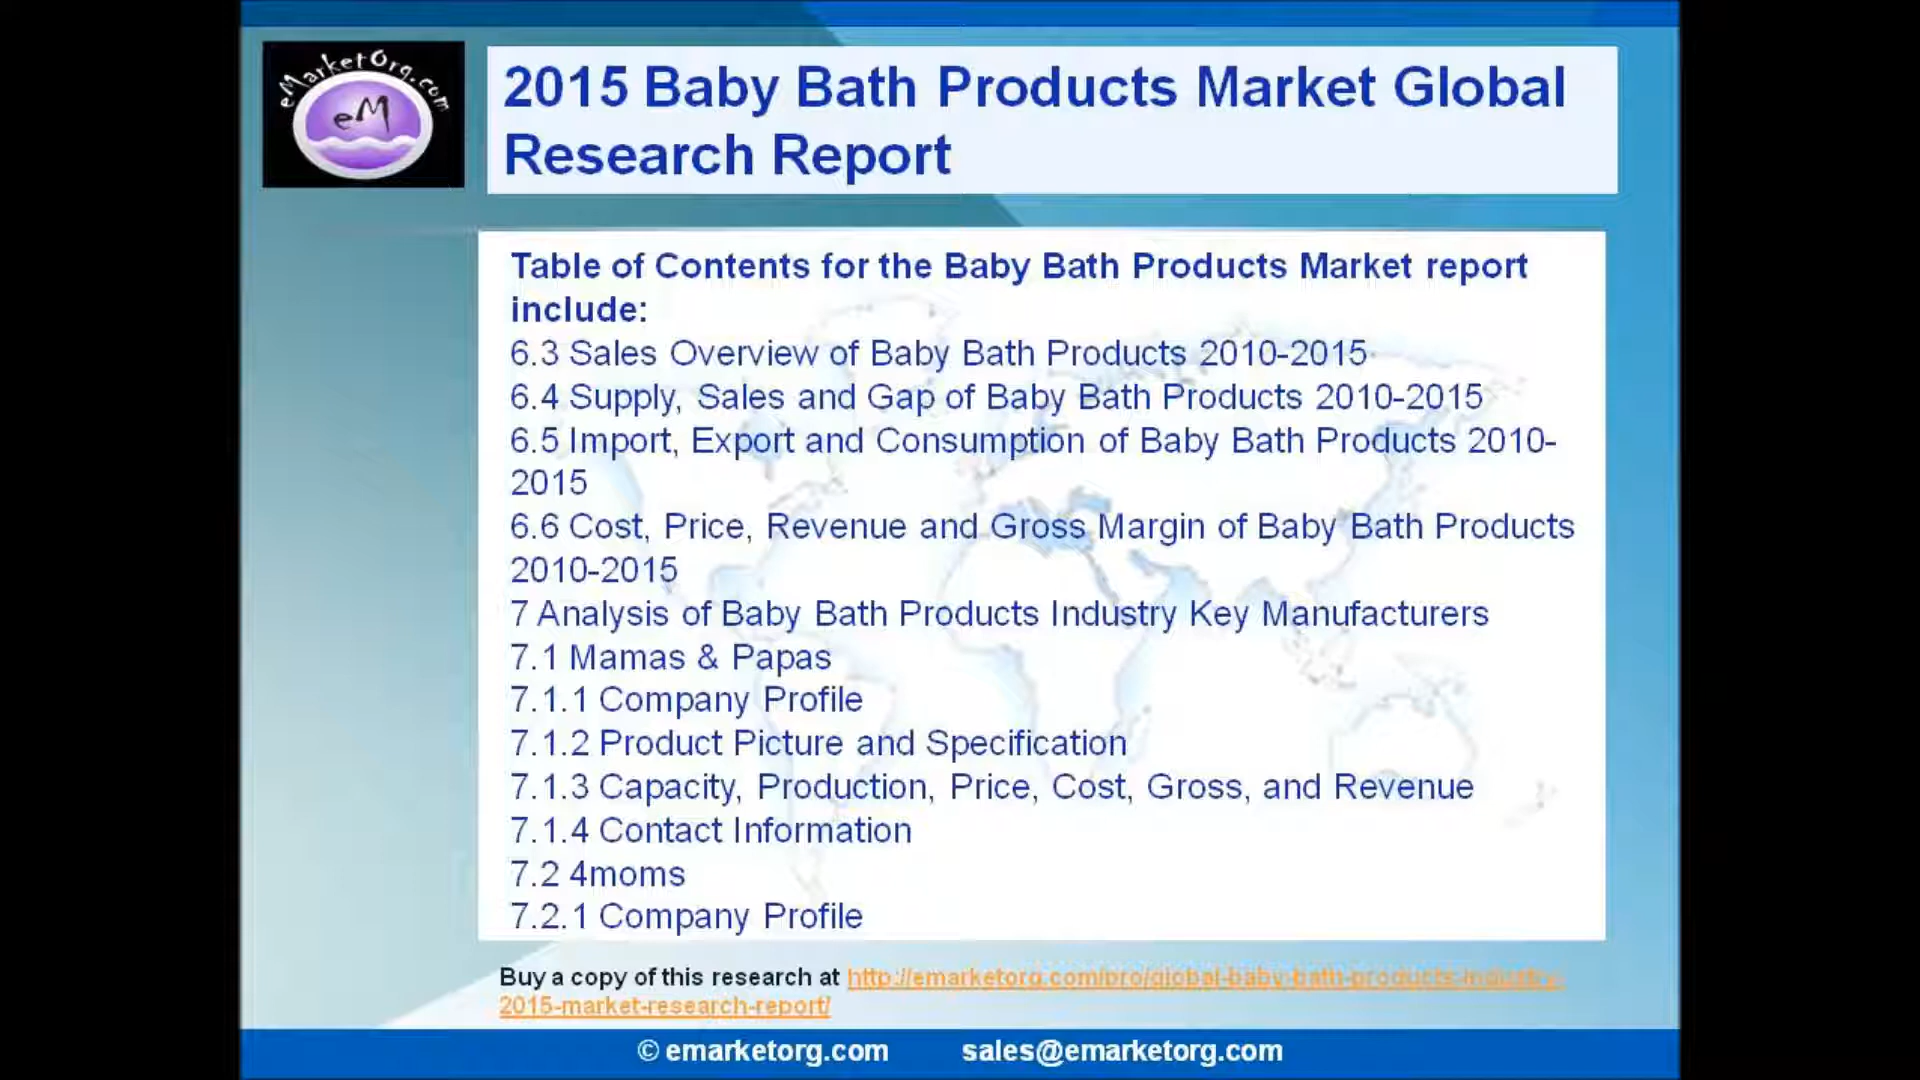 eMarketOrg.com
eM
2015 Baby Bath Products Market Global
Research Report
Table of Contents for the Baby Bath Products Market report
include:
6.3 Sales Overview of Baby Bath Products 2010-2015
6.4 Supply, Sales and Gap of Baby Bath Products 2010-2015
6.5 Import, Export and Consumption of Baby Bath Products 2010-
2015
6.6 Cost, Price, Revenue and Gross Margin of Baby Bath Products
2010-2015
7 Analysis of Baby Bath Products Industry Key Manufacturers
7.1 Mamas & Papas
7.1.1 Company Profile
7.1.2 Product Picture and Specification
7.1.3 Capacity, Production, Price, Cost, Gross, and Revenue
7.1.4 Contact Information
7.2 4moms
7.2.1 Company Profile
Buy a copy of this research at http://emarketorg.com/pro/global-baby-bath-products-industry-
2015-market-research-report/
© emarketorg.com sales@emarketorg.com